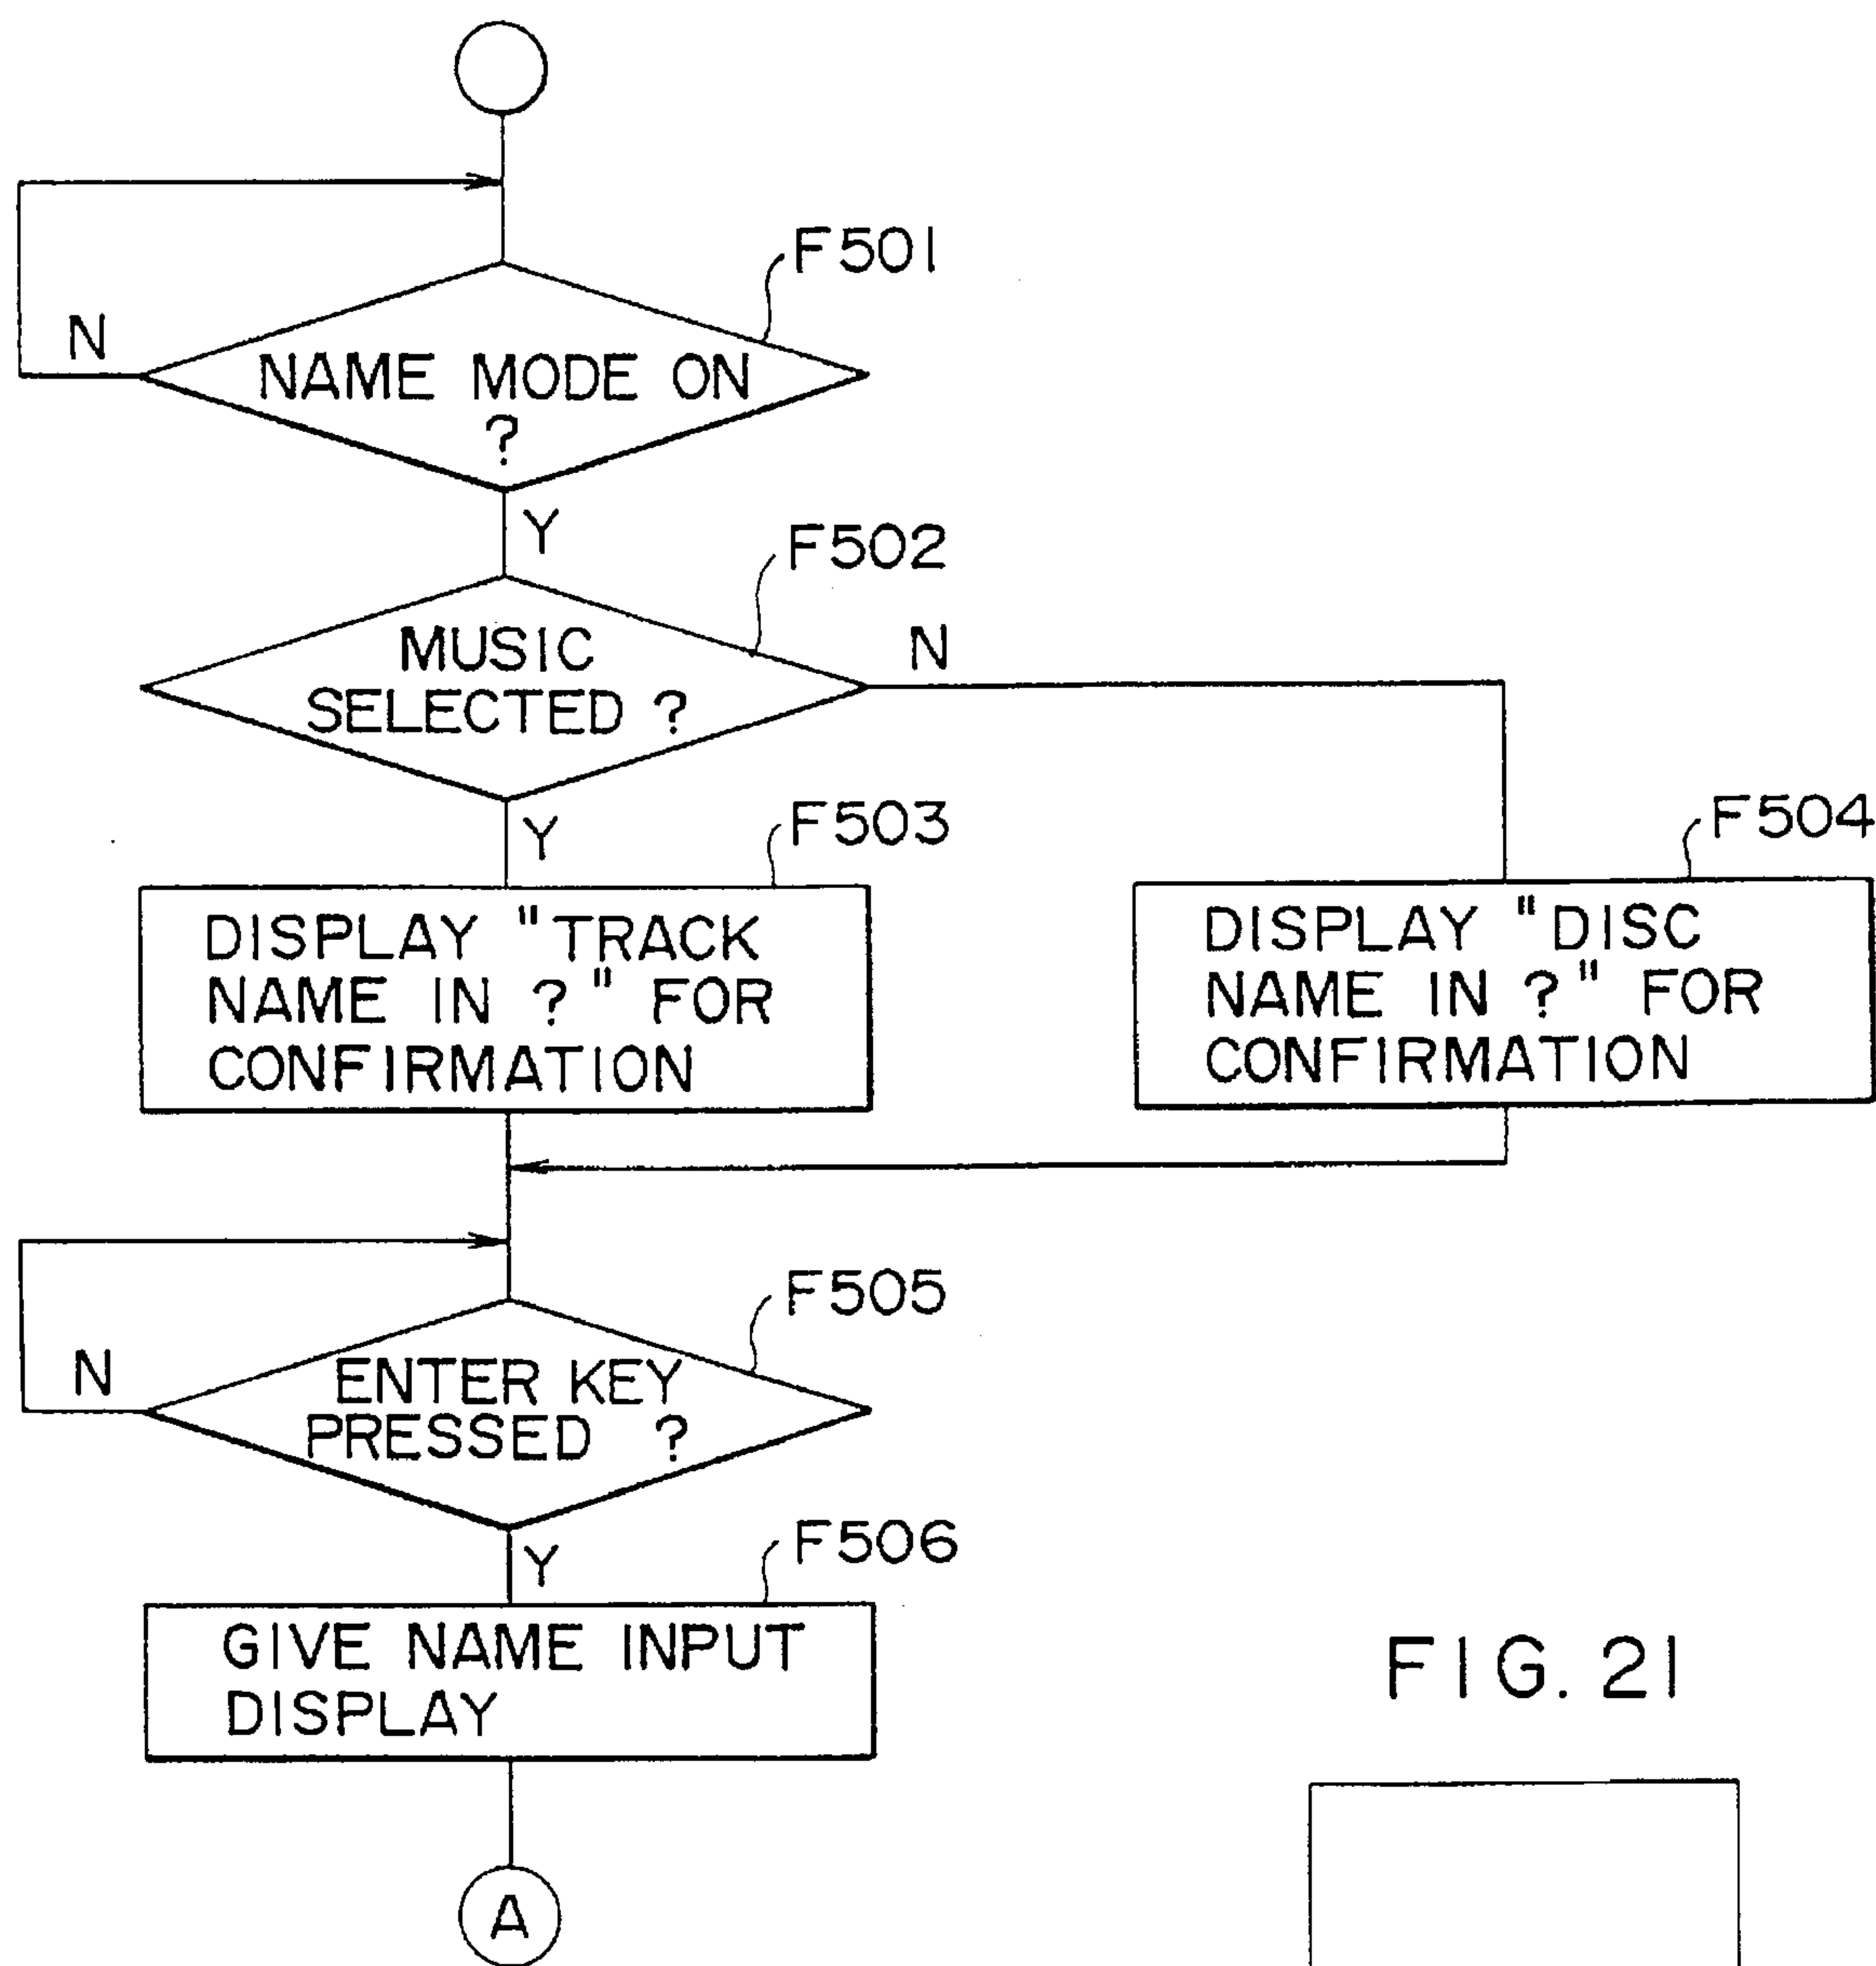 F501
N
NAME MODE ON
?
Y
F502
MUSIC
SELECTED ?
N
Y
F503
F504
DISPLAY "TRACK
NAME IN ?" FOR
CONFIRMATION
DISPLAY "DISC
NAME IN ?" FOR
CONFIRMATION
F505
N
ENTER KEY
PRESSED ?
Y
F506
GIVE NAME INPUT
DISPLAY
FIG. 21
A